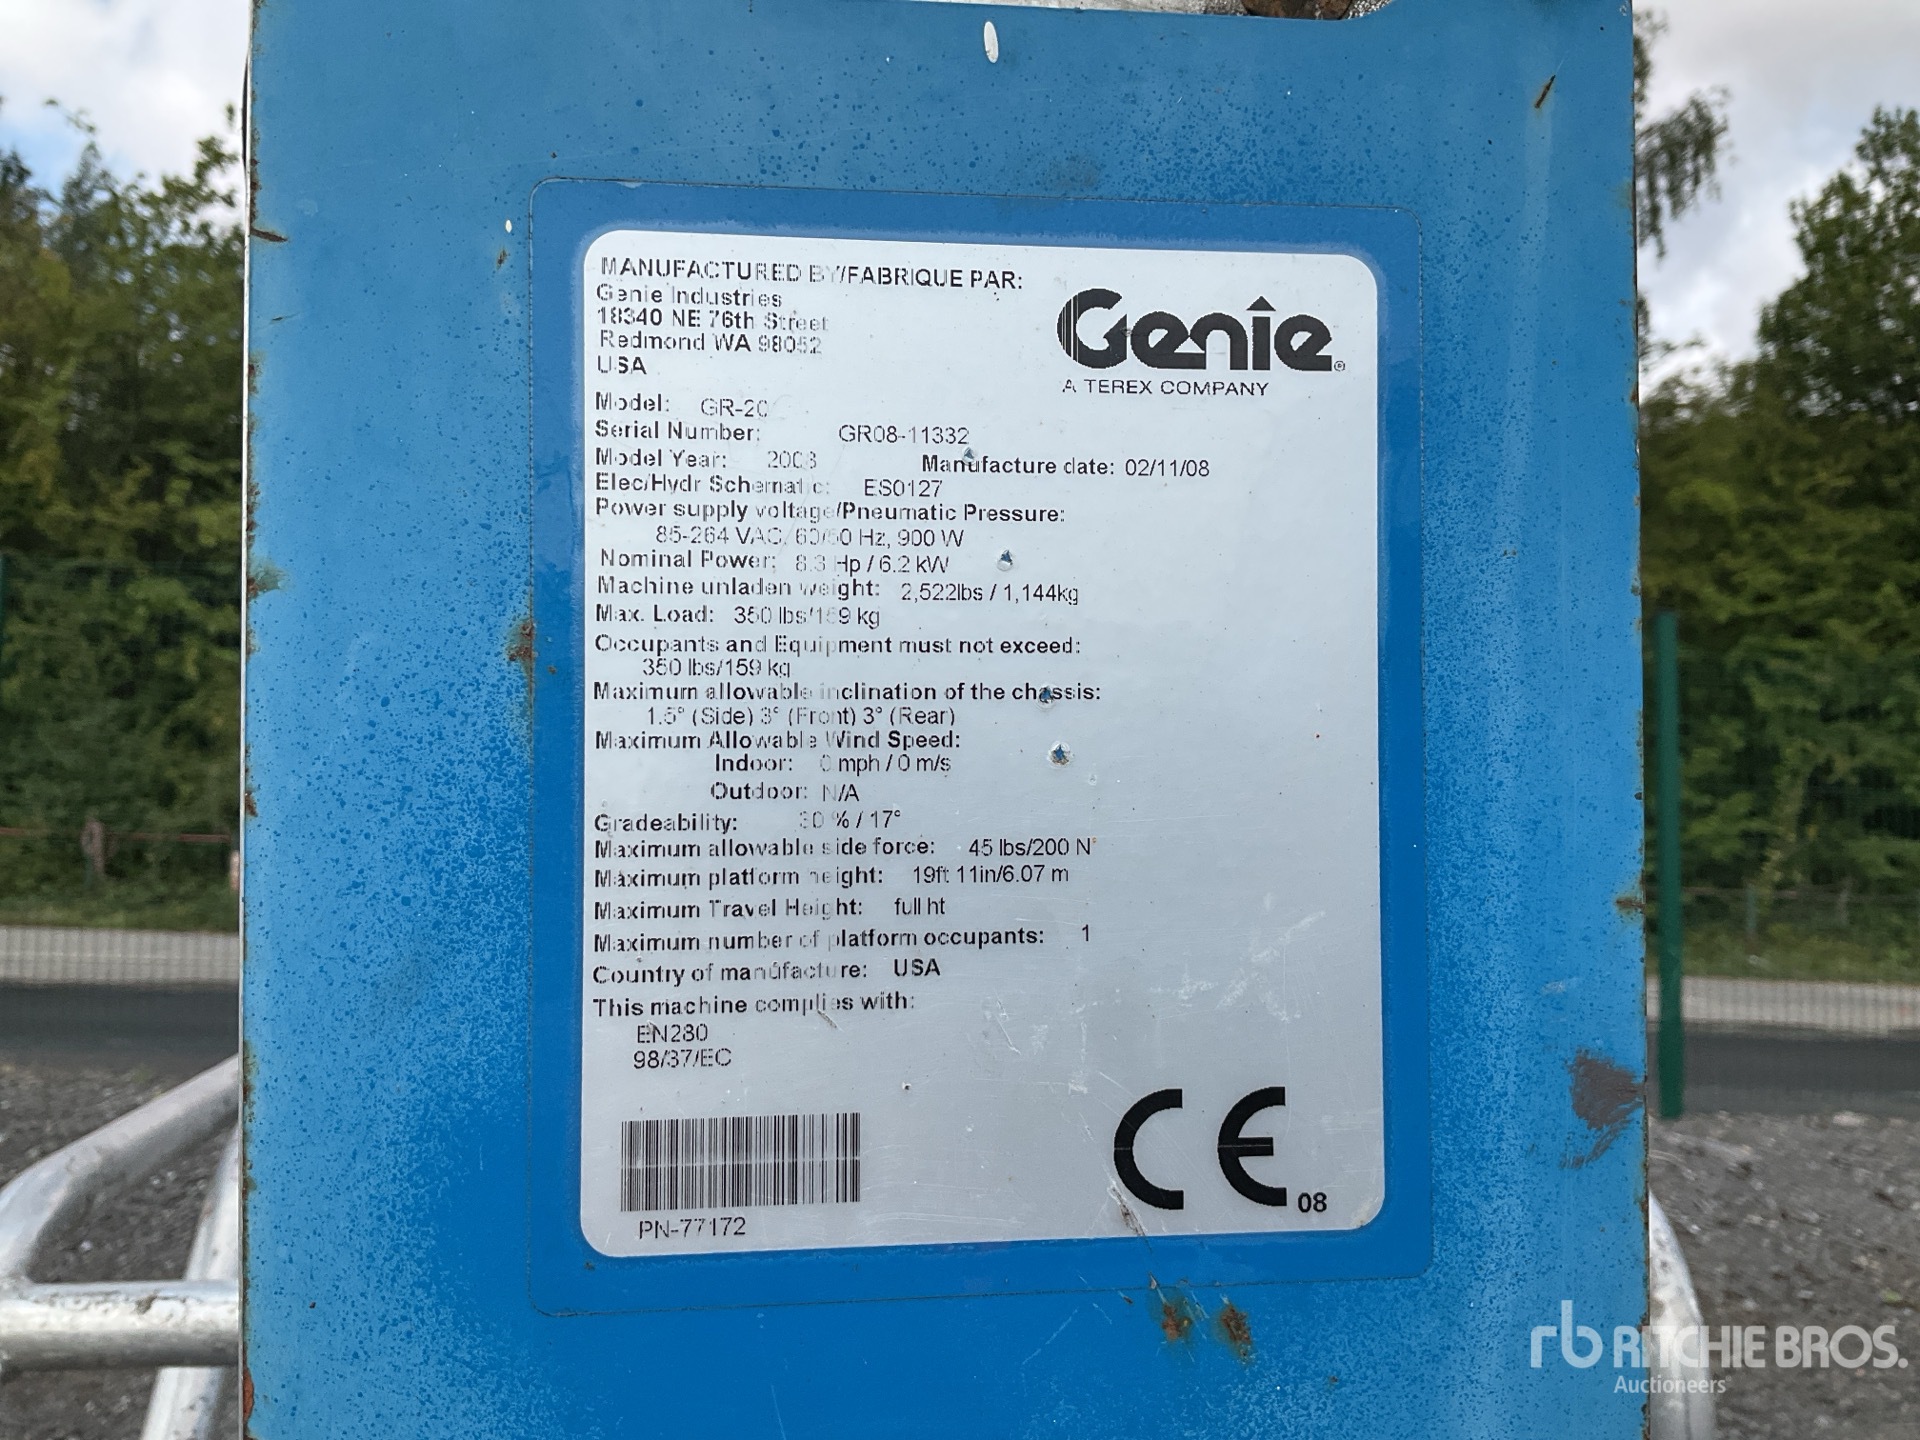 MANUFACTURED BY/FABRIQUE PAR:
Genie Industries
18340 NE 76th Street
Redmond WA 98052
USA
Genie®
A TEREX COMPANY
Model: GR-20
Serial Number: GR08-11332
Model Year: 2008 Manufacture date: 02/11/08
Elec/Hydr Schematic: ES0127
Power supply voltage/Pneumatic Pressure:
85-264 VAC, 60/50 Hz, 900 W
Nominal Power: 8.3 Hp / 6.2 kW
Machine unladen weight: 2,522lbs / 1,144kg
Max. Load: 350 lbs/159 kg
Occupants and Equipment must not exceed:
350 lbs/159 kg
Maximum allowable inclination of the chassis:
1.5° (Side) 3° (Front) 3° (Rear)
Maximum Allowable Wind Speed:
Indoor: 0 mph / 0 m/s
Outdoor: N/A
Gradeability: 30 % / 17°
Maximum allowable side force: 45 lbs/200 N
Maximum platform height: 19ft 11in/6.07 m
Maximum Travel Height: full ht
Maximum number of platform occupants: 1
Country of manufacture: USA
This machine complies with:
EN280
98/37/EC
PN-77172
CE 08
rb RITCHIE BROS.
Auctioneers